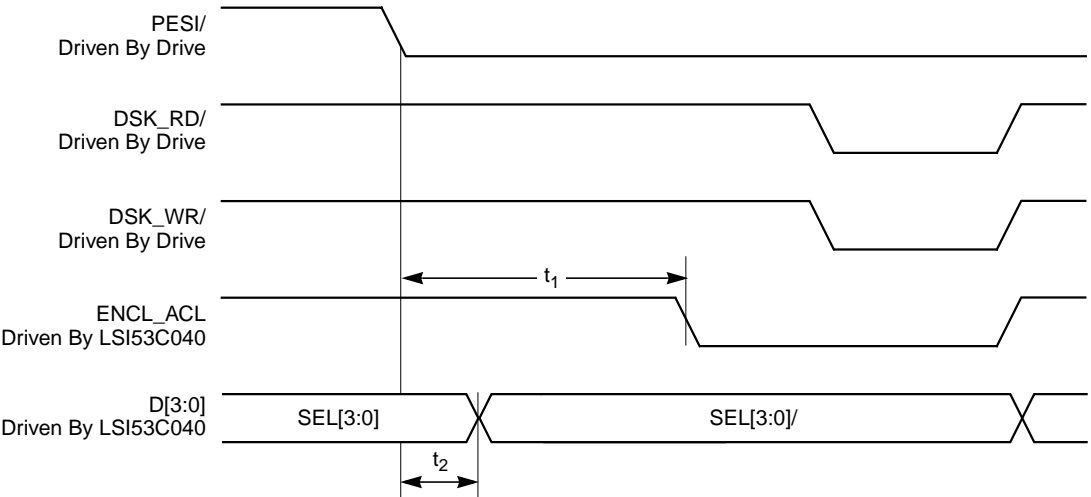 PESI/
Driven By Drive
DSK_RD/
Driven By Drive
DSK_WR/
Driven By Drive
t1
ENCL_ACL
Driven By LSI53C040
D[3:0]
Driven By LSI53C040
SEL[3:0]
SEL[3:0]/
t2